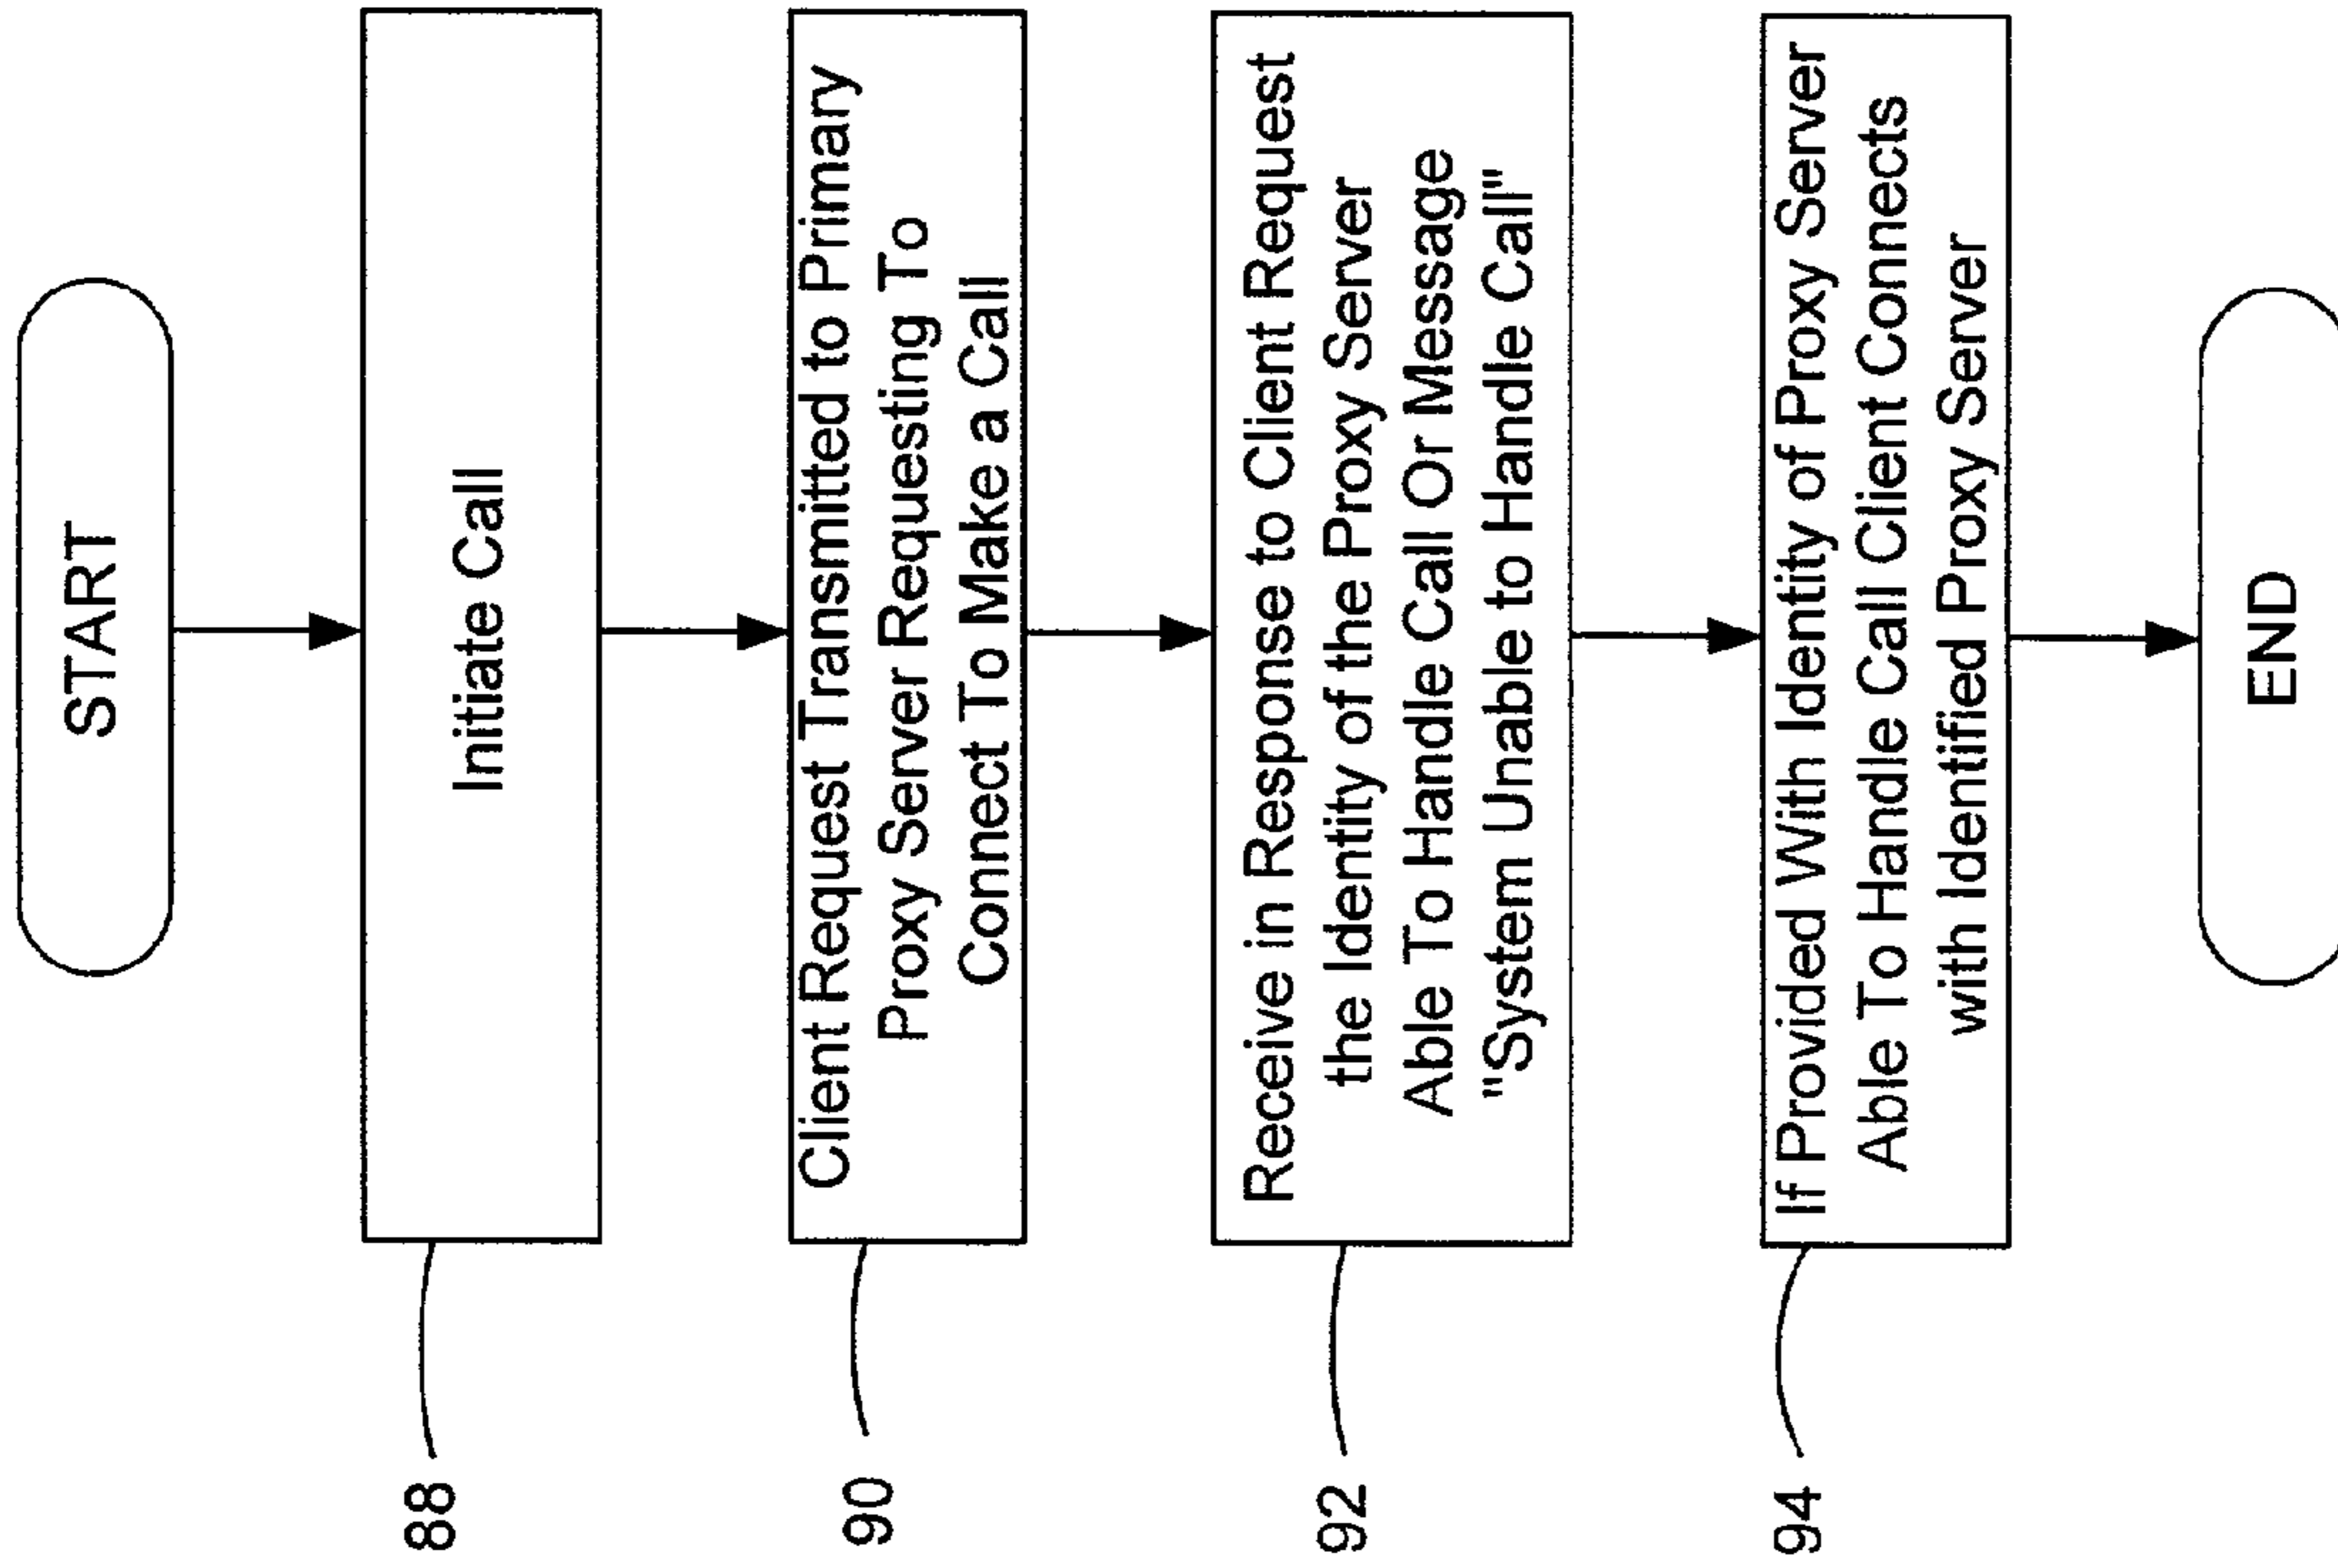 START
Initiate Call
88
Client Request Transmitted to Primary
Proxy Server Requesting To
Connect To Make a Call
90
Receive in Response to Client Request
the Identity of the Proxy Server
Able To Handle Call Or Message
"System Unable to Handle Call"
92
If Provided With Identity of Proxy Server
Able To Handle Call Client Connects
with Identified Proxy Server
94
END